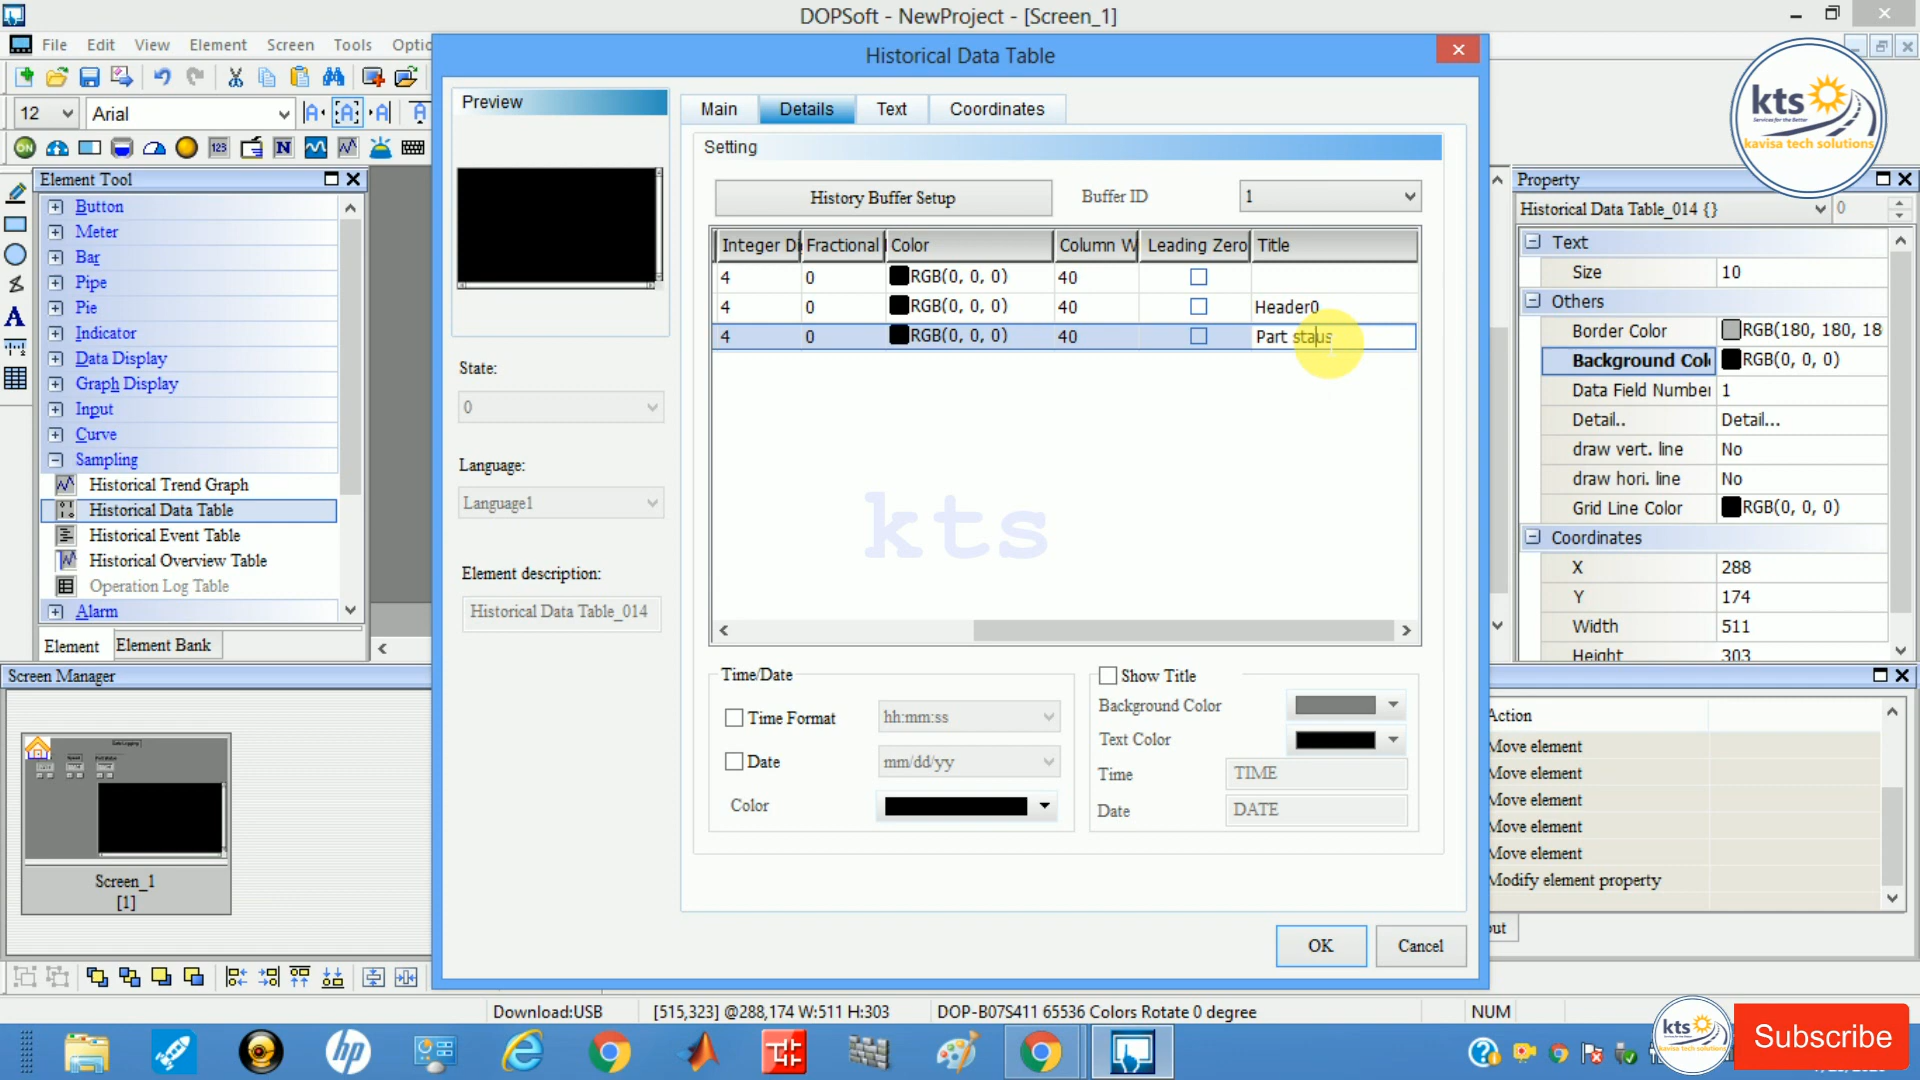 DOPSoft - NewProject - [Screen_1]
File Edit View Element Screen Tools
12 Arial
Element Tool
Button
Meter
Bar
Pipe
Pie
Indicator
Data Display
Graph Display
Input
Curve
Sampling
Historical Trend Graph
Historical Data Table
Historical Event Table
Historical Overview Table
Operation Log Table
Alarm
Element Element Bank
Screen Manager
Screen_1
[1]
Historical Data Table
Preview
State:
0
Language:
Language1
Element description:
Historical Data Table_014
Main Details Text Coordinates
Setting
History Buffer Setup Buffer ID 1
Integer Di Fractional Color Column W Leading Zero Title
4 0 RGB(0, 0, 0) 40
4 0 RGB(0, 0, 0) 40 Header0
4 0 RGB(0, 0, 0) 40 Part staus
kts
Time/Date
Time Format hh:mm:ss
Date mm/dd/yy
Color
Show Title
Background Color
Text Color
Time TIME
Date DATE
OK Cancel
kts
Services for the Better
kavisa tech solutions
Property
Historical Data Table_014 {} 0
Text
Size 10
Others
Border Color RGB(180, 180, 18
Background Col RGB(0, 0, 0)
Data Field Number 1
Detail.. Detail...
draw vert. line No
draw hori. line No
Grid Line Color RGB(0, 0, 0)
Coordinates
X 288
Y 174
Width 511
Height 303
Action
Move element
Move element
Move element
Move element
Move element
Modify element property
Download:USB [515,323] @288,174 W:511 H:303 DOP-B07S411 65536 Colors Rotate 0 degree NUM
hp
kts
kavisa tech solutions
Subscribe